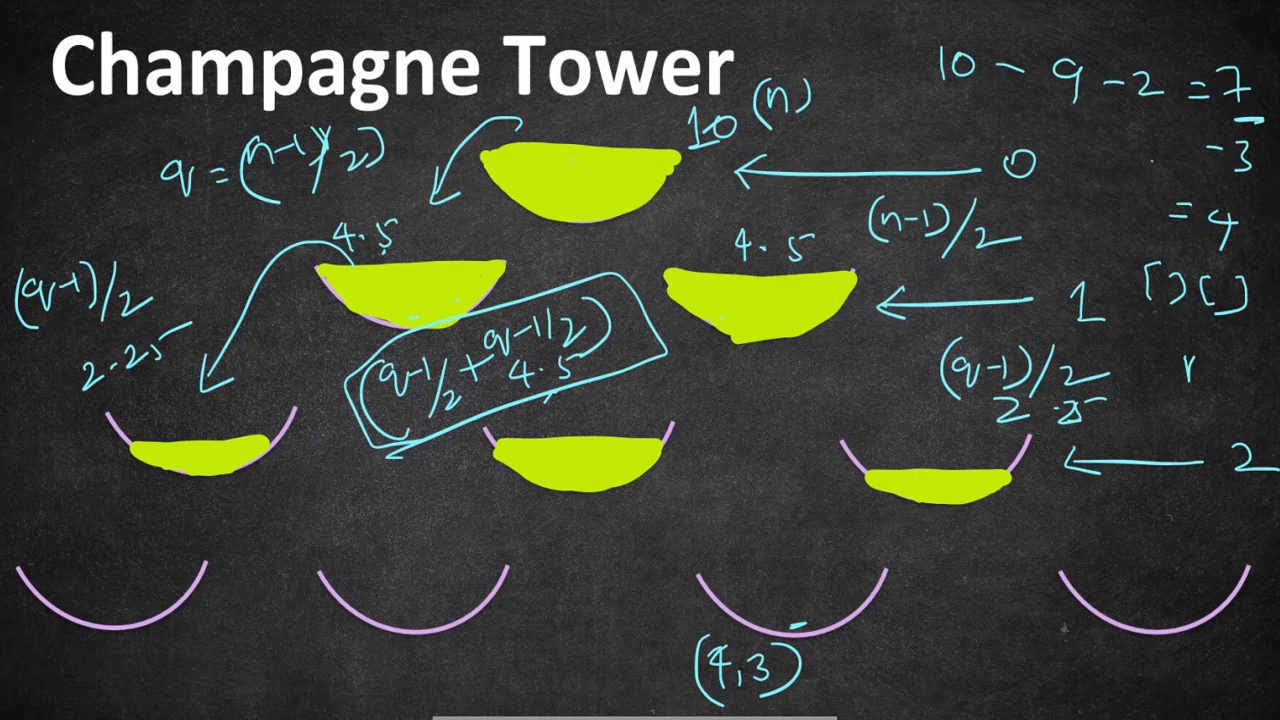 Champagne Tower
10 - 9 - 2 = 7
10 (n)
q = (n-1)/2)
- 3
0
= 4
(n-1)/2
4.5
4.5
(q-1)/2
1
[][]
2.25
(q-1/2 + q-1/2)
4.5
(q-1)/2
2.25
2
(4,3)